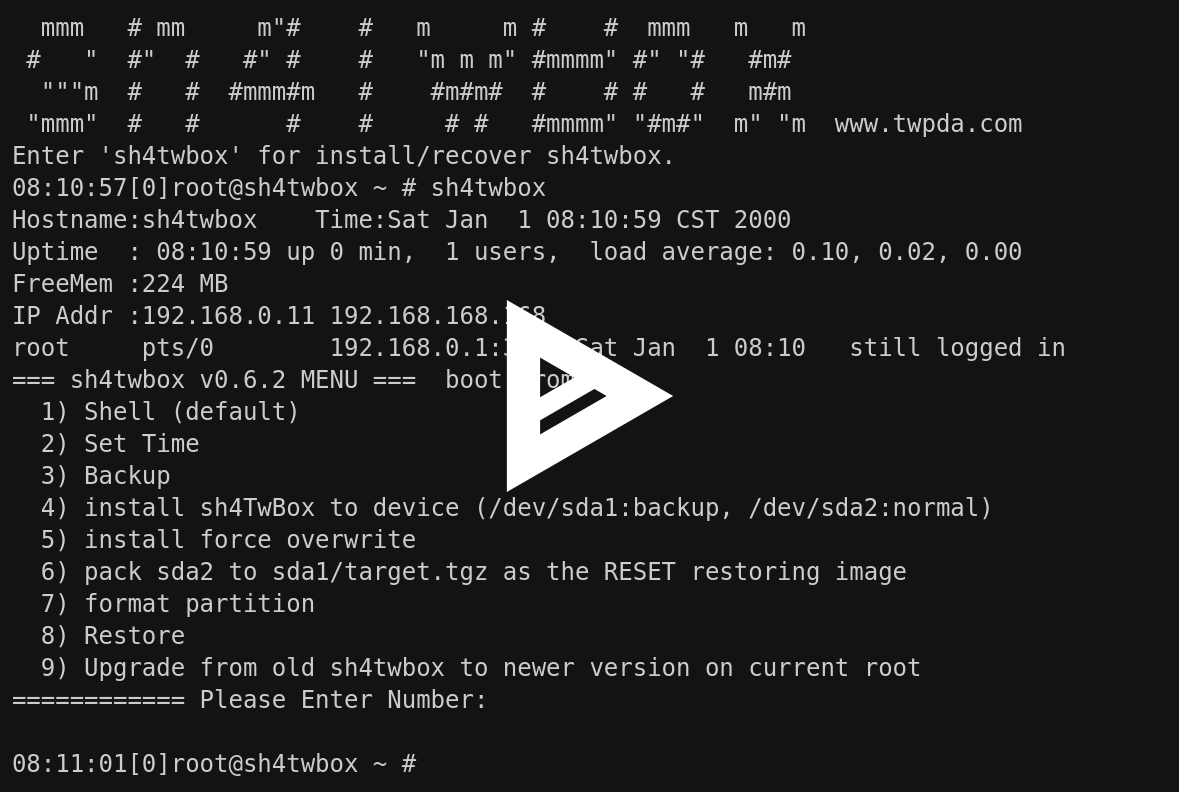 mmm   # mm     m"#    #   m     m #    #  mmm   m   m
 #   "  #"  #   #" #    #   "m m m" #mmmm" #" "#   #m#
  """m  #   #  #mmm#m   #    #m#m#  #    # #   #   m#m
 "mmm"  #   #      #    #     # #   #mmmm" "#m#"  m" "m  www.twpda.com
Enter 'sh4twbox' for install/recover sh4twbox.
08:10:57[0]root@sh4twbox ~ # sh4twbox
Hostname:sh4twbox    Time:Sat Jan  1 08:10:59 CST 2000
Uptime  : 08:10:59 up 0 min,  1 users,  load average: 0.10, 0.02, 0.00
FreeMem :224 MB
IP Addr :192.168.0.11 192.168.168.168
root     pts/0        192.168.0.1: Sat Jan  1 08:10   still logged in
=== sh4twbox v0.6.2 MENU ===  boot from
  1) Shell (default)
  2) Set Time
  3) Backup
  4) install sh4TwBox to device (/dev/sda1:backup, /dev/sda2:normal)
  5) install force overwrite
  6) pack sda2 to sda1/target.tgz as the RESET restoring image
  7) format partition
  8) Restore
  9) Upgrade from old sh4twbox to newer version on current root
============ Please Enter Number:
08:11:01[0]root@sh4twbox ~ #